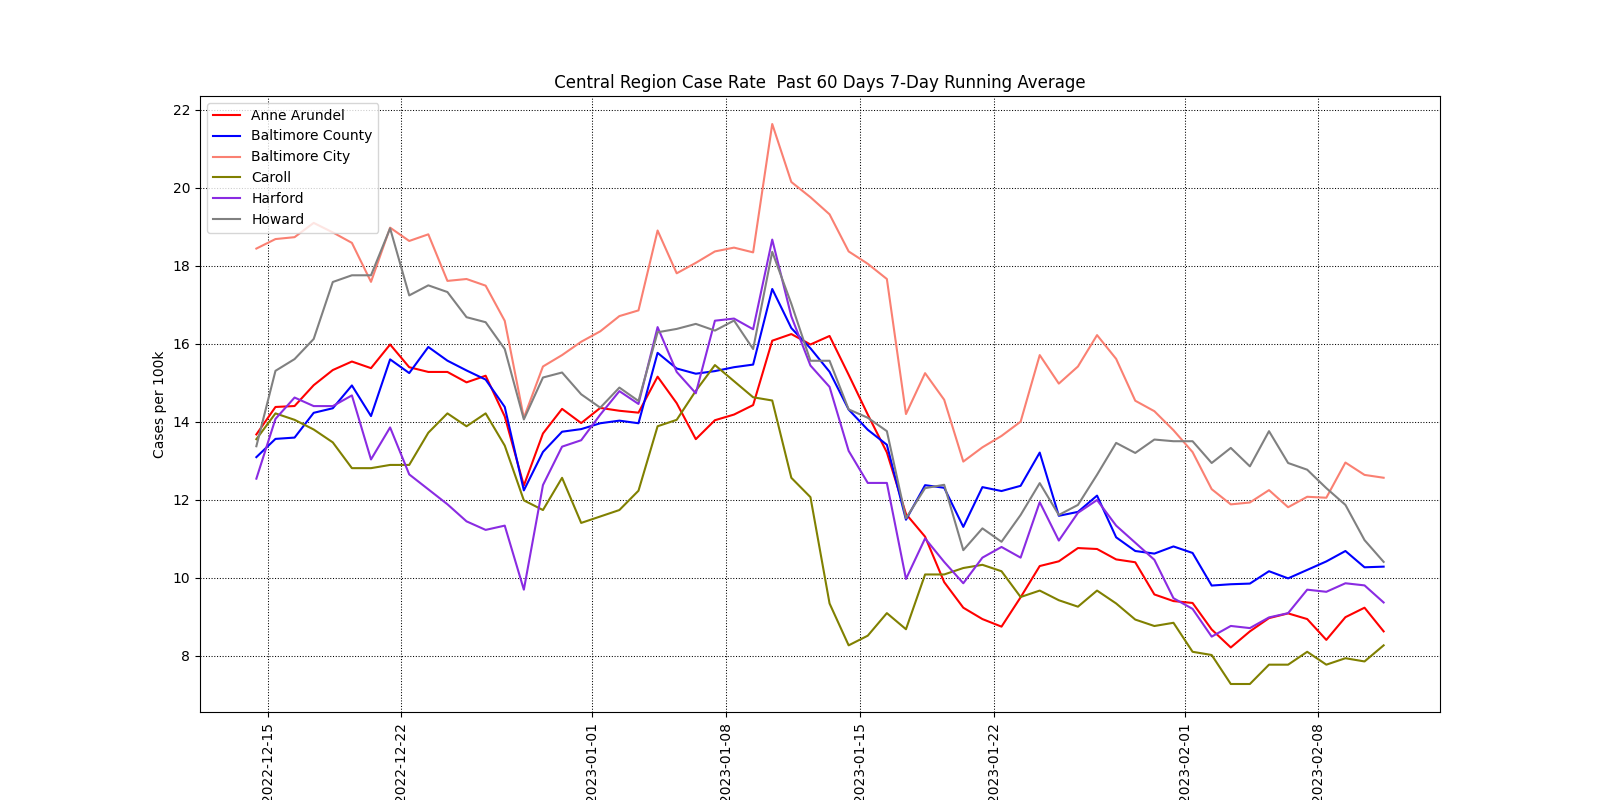 Central Region Case Rate  Past 60 Days 7-Day Running Average
Cases per 100k
22
20
18
16
14
12
10
8
Anne Arundel
Baltimore County
Baltimore City
Caroll
Harford
Howard
2022-12-15
2022-12-22
2023-01-01
2023-01-08
2023-01-15
2023-01-22
2023-02-01
2023-02-08